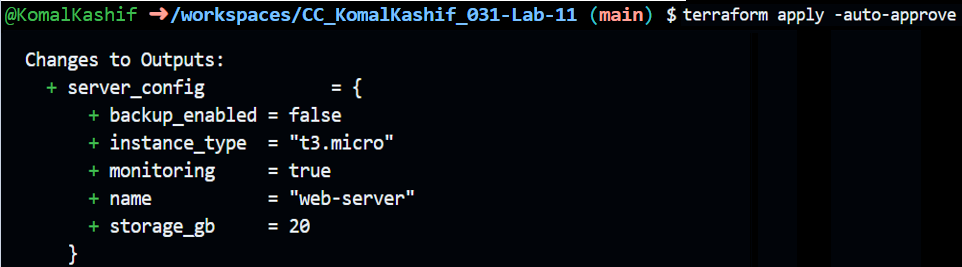 @KomalKashif ➜/workspaces/CC_KomalKashif_031-Lab-11 (main) $ terraform apply -auto-approve
Changes to Outputs:
+ server_config = {
+ backup_enabled = false
+ instance_type = "t3.micro"
+ monitoring = true
+ name = "web-server"
+ storage_gb = 20
}